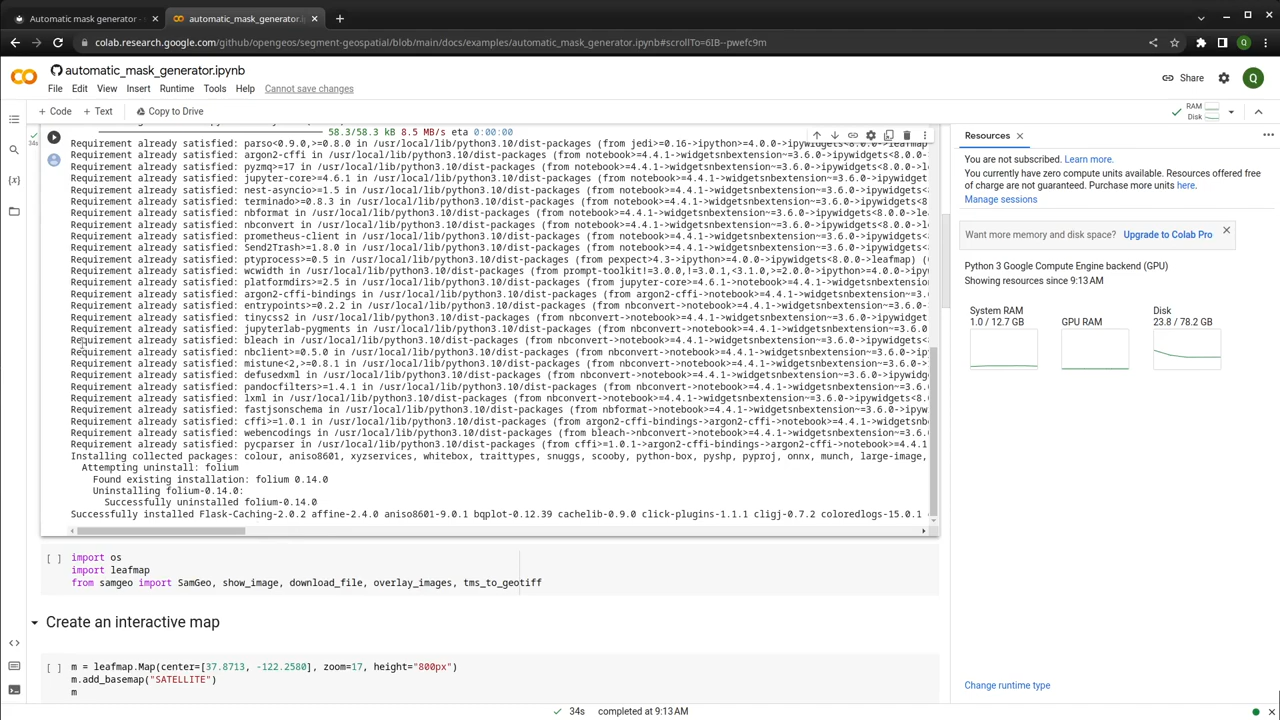 Automatic mask generator - s
automatic_mask_generator.i
colab.research.google.com/github/opengeos/segment-geospatial/blob/main/docs/examples/automatic_mask_generator.ipynb#scrollTo=6IB--pwefc9m
Q
automatic_mask_generator.ipynb
Share
Q
File Edit View Insert Runtime Tools Help Cannot save changes
+ Code + Text Copy to Drive
RAM
Disk
34s
58.3/58.3 kB 8.5 MB/s eta 0:00:00
Requirement already satisfied: parso<0.9.0,>=0.8.0 in /usr/local/lib/python3.10/dist-packages (from jedi>=0.16->ipython>=4.0.0->ipywidgets<8.0.0->leafmap
Requirement already satisfied: argon2-cffi in /usr/local/lib/python3.10/dist-packages (from notebook>=4.4.1->widgetsnbextension~=3.6.0->ipywidgets<8.0.0-
Requirement already satisfied: pyzmq>=17 in /usr/local/lib/python3.10/dist-packages (from notebook>=4.4.1->widgetsnbextension~=3.6.0->ipywidgets<8.0.0->l
Requirement already satisfied: jupyter-core>=4.6.1 in /usr/local/lib/python3.10/dist-packages (from notebook>=4.4.1->widgetsnbextension~=3.6.0->ipywidget
Requirement already satisfied: nest-asyncio>=1.5 in /usr/local/lib/python3.10/dist-packages (from notebook>=4.4.1->widgetsnbextension~=3.6.0->ipywidgets<
Requirement already satisfied: terminado>=0.8.3 in /usr/local/lib/python3.10/dist-packages (from notebook>=4.4.1->widgetsnbextension~=3.6.0->ipywidgets<8
Requirement already satisfied: nbformat in /usr/local/lib/python3.10/dist-packages (from notebook>=4.4.1->widgetsnbextension~=3.6.0->ipywidgets<8.0.0->le
Requirement already satisfied: nbconvert in /usr/local/lib/python3.10/dist-packages (from notebook>=4.4.1->widgetsnbextension~=3.6.0->ipywidgets<8.0.0->l
Requirement already satisfied: prometheus-client in /usr/local/lib/python3.10/dist-packages (from notebook>=4.4.1->widgetsnbextension~=3.6.0->ipywidgets<
Requirement already satisfied: Send2Trash>=1.8.0 in /usr/local/lib/python3.10/dist-packages (from notebook>=4.4.1->widgetsnbextension~=3.6.0->ipywidgets<
Requirement already satisfied: ptyprocess>=0.5 in /usr/local/lib/python3.10/dist-packages (from pexpect>4.3->ipython>=4.0.0->ipywidgets<8.0.0->leafmap) (
Requirement already satisfied: wcwidth in /usr/local/lib/python3.10/dist-packages (from prompt-toolkit!=3.0.0,!=3.0.1,<3.1.0,>=2.0.0->ipython>=4.0.0->ipy
Requirement already satisfied: platformdirs>=2.5 in /usr/local/lib/python3.10/dist-packages (from jupyter-core>=4.6.1->notebook>=4.4.1->widgetsnbextensio
Requirement already satisfied: argon2-cffi-bindings in /usr/local/lib/python3.10/dist-packages (from argon2-cffi->notebook>=4.4.1->widgetsnbextension~=3.
Requirement already satisfied: entrypoints>=0.2.2 in /usr/local/lib/python3.10/dist-packages (from nbconvert->notebook>=4.4.1->widgetsnbextension~=3.6.0-
Requirement already satisfied: tinycss2 in /usr/local/lib/python3.10/dist-packages (from nbconvert->notebook>=4.4.1->widgetsnbextension~=3.6.0->ipywidget
Requirement already satisfied: jupyterlab-pygments in /usr/local/lib/python3.10/dist-packages (from nbconvert->notebook>=4.4.1->widgetsnbextension~=3.6.0
Requirement already satisfied: bleach in /usr/local/lib/python3.10/dist-packages (from nbconvert->notebook>=4.4.1->widgetsnbextension~=3.6.0->ipywidgets<
Requirement already satisfied: nbclient>=0.5.0 in /usr/local/lib/python3.10/dist-packages (from nbconvert->notebook>=4.4.1->widgetsnbextension~=3.6.0->ip
Requirement already satisfied: mistune<2,>=0.8.1 in /usr/local/lib/python3.10/dist-packages (from nbconvert->notebook>=4.4.1->widgetsnbextension~=3.6.0->
Requirement already satisfied: defusedxml in /usr/local/lib/python3.10/dist-packages (from nbconvert->notebook>=4.4.1->widgetsnbextension~=3.6.0->ipywidg
Requirement already satisfied: pandocfilters>=1.4.1 in /usr/local/lib/python3.10/dist-packages (from nbconvert->notebook>=4.4.1->widgetsnbextension~=3.6.
Requirement already satisfied: lxml in /usr/local/lib/python3.10/dist-packages (from nbconvert->notebook>=4.4.1->widgetsnbextension~=3.6.0->ipywidgets<8.
Requirement already satisfied: fastjsonschema in /usr/local/lib/python3.10/dist-packages (from nbformat->notebook>=4.4.1->widgetsnbextension~=3.6.0->ipyw
Requirement already satisfied: cffi>=1.0.1 in /usr/local/lib/python3.10/dist-packages (from argon2-cffi-bindings->argon2-cffi->notebook>=4.4.1->widgetsnb
Requirement already satisfied: webencodings in /usr/local/lib/python3.10/dist-packages (from bleach->nbconvert->notebook>=4.4.1->widgetsnbextension~=3.6.
Requirement already satisfied: pycparser in /usr/local/lib/python3.10/dist-packages (from cffi>=1.0.1->argon2-cffi-bindings->argon2-cffi->notebook>=4.4.1
Installing collected packages: colour, aniso8601, xyzservices, whitebox, traittypes, snuggs, scooby, python-box, pyshp, pyproj, onnx, munch, large-image,
Attempting uninstall: folium
Found existing installation: folium 0.14.0
Uninstalling folium-0.14.0:
Successfully uninstalled folium-0.14.0
Successfully installed Flask-Caching-2.0.2 affine-2.4.0 aniso8601-9.0.1 bqplot-0.12.39 cachelib-0.9.0 click-plugins-1.1.1 cligj-0.7.2 coloredlogs-15.0.1
[ ] import os
import leafmap
from samgeo import SamGeo, show_image, download_file, overlay_images, tms_to_geotiff
Create an interactive map
[ ] m = leafmap.Map(center=[37.8713, -122.2580], zoom=17, height="800px")
m.add_basemap("SATELLITE")
m
Resources
You are not subscribed. Learn more.
You currently have zero compute units available. Resources offered free of charge are not guaranteed. Purchase more units here.
Manage sessions
Want more memory and disk space? Upgrade to Colab Pro
Python 3 Google Compute Engine backend (GPU)
Showing resources since 9:13 AM
System RAM
1.0 / 12.7 GB
GPU RAM
Disk
23.8 / 78.2 GB
Change runtime type
34s completed at 9:13 AM